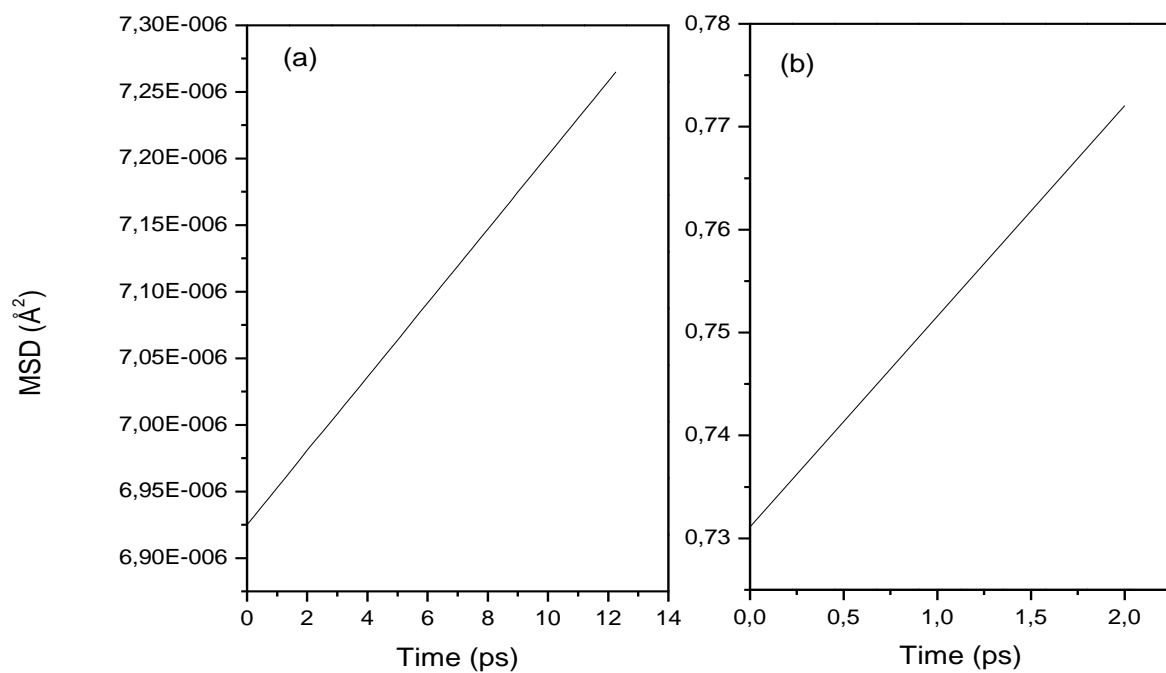 MSD (Å²)
(a)
7,30E-006
7,25E-006
7,20E-006
7,15E-006
7,10E-006
7,05E-006
7,00E-006
6,95E-006
6,90E-006
0 2 4 6 8 10 12 14
Time (ps)
(b)
0,78
0,77
0,76
0,75
0,74
0,73
0,0 0,5 1,0 1,5 2,0
Time (ps)